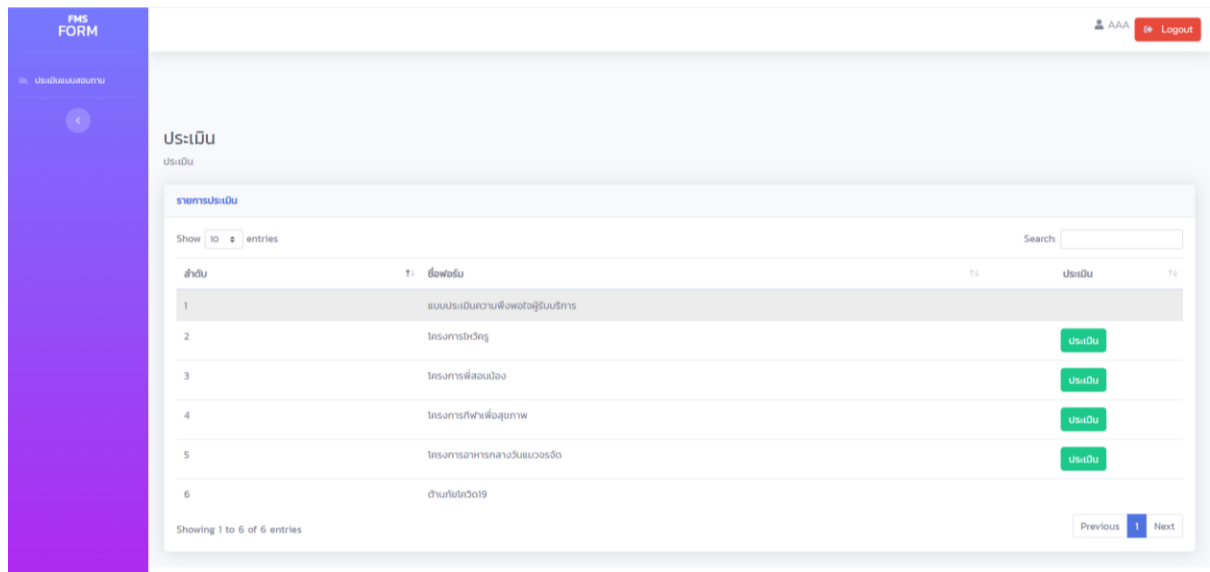 FMS
FORM
AAA
Logout
ประเมินแบบสอบถาม
ประเมิน
ประเมิน
รายการประเมิน
Show 10 entries
Search:
ลำดับ ชื่อฟอร์ม ประเมิน
1 แบบประเมินความพึงพอใจผู้รับบริการ
2 โครงการไหว้ครู ประเมิน
3 โครงการพี่สอนน้อง ประเมิน
4 โครงการกีฬาเพื่อสุขภาพ ประเมิน
5 โครงการอาหารกลางวันแมวจรจัด ประเมิน
6 ต้านภัยโควิด19
Showing 1 to 6 of 6 entries
Previous 1 Next